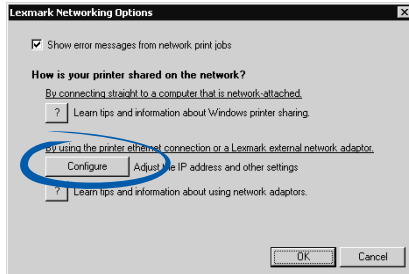 Lexmark Networking Options
Show error messages from network print jobs
How is your printer shared on the network?
By connecting straight to a computer that is network-attached.
? Learn tips and information about Windows printer sharing.
By using the printer ethernet connection or a Lexmark external network adaptor.
Configure Adjust the IP address and other settings
? Learn tips and information about using network adaptors.
OK Cancel